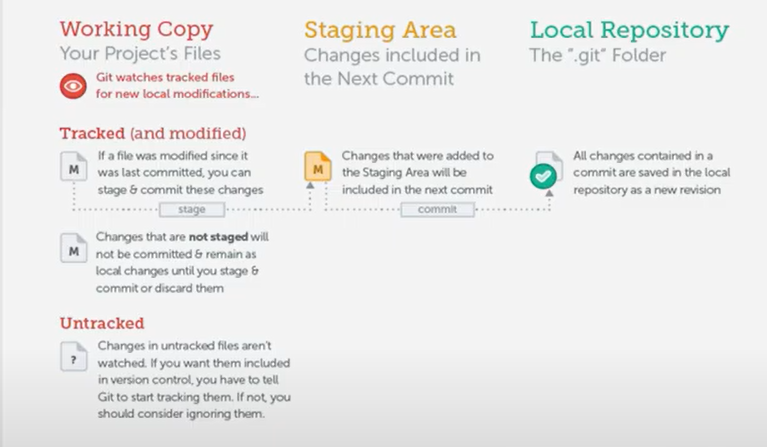 Working Copy
Your Project's Files
Git watches tracked files
for new local modifications...
Staging Area
Changes included in
the Next Commit
Local Repository
The ".git" Folder
Tracked (and modified)
M
If a file was modified since it
was last committed, you can
stage & commit these changes
stage
M
Changes that were added to
the Staging Area will be
included in the next commit
commit
All changes contained in a
commit are saved in the local
repository as a new revision
M
Changes that are not staged will
not be committed & remain as
local changes until you stage &
commit or discard them
Untracked
?
Changes in untracked files aren't
watched. If you want them included
in version control, you have to tell
Git to start tracking them. If not, you
should consider ignoring them.